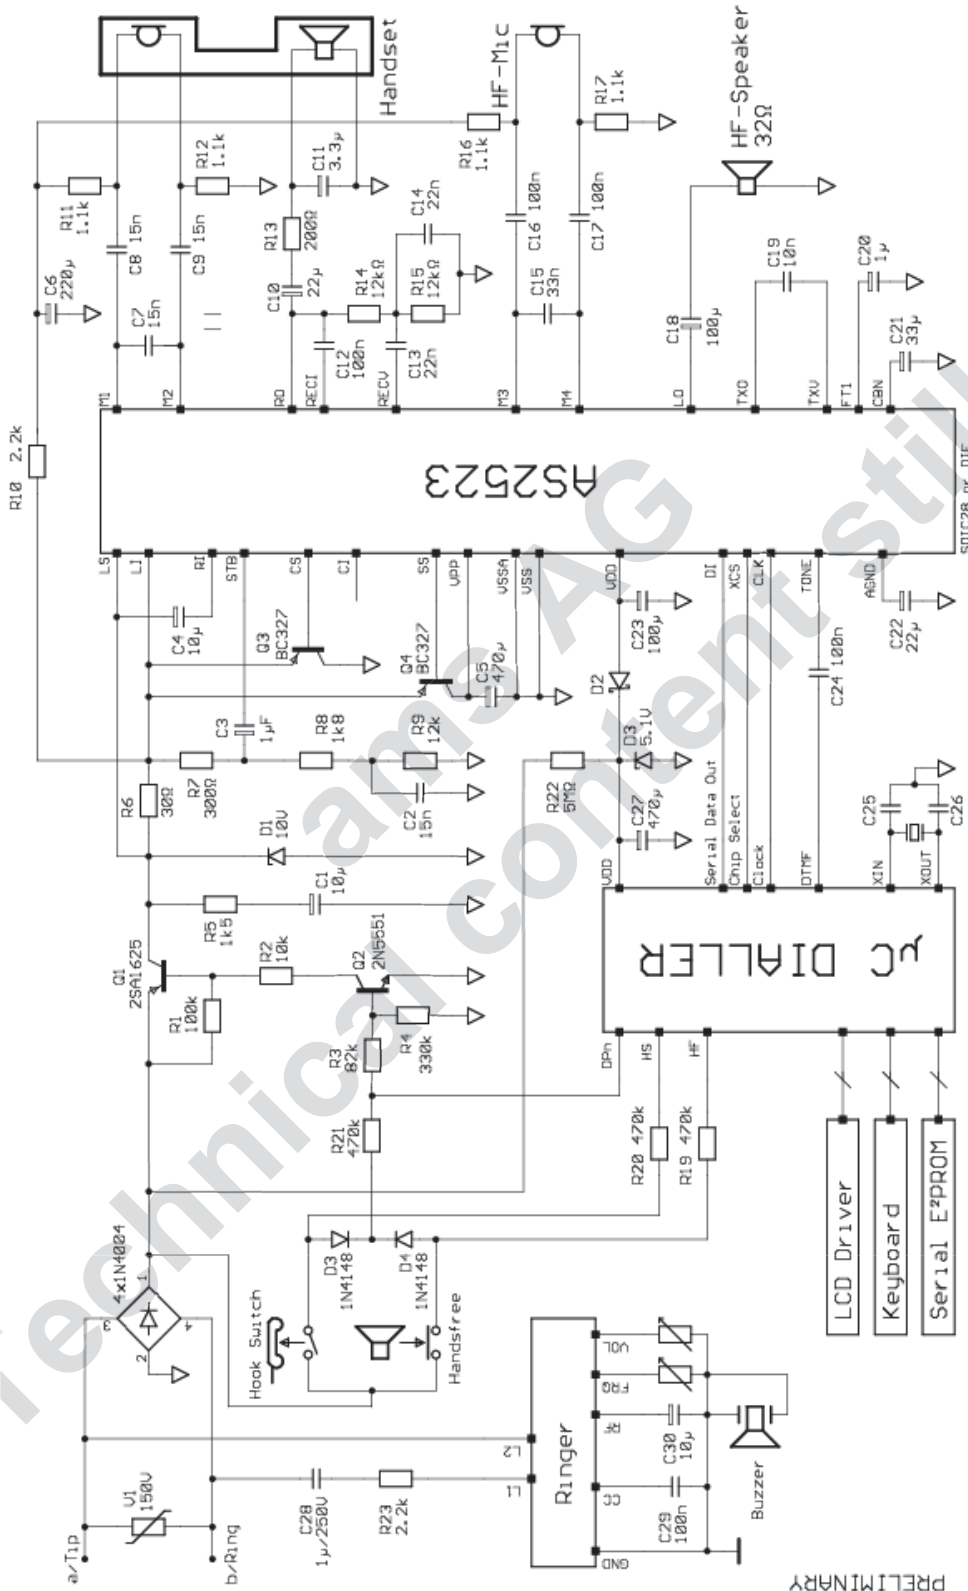 Handset
HF-Mic
HF-Speaker
32Ω
R11
1.1k
R12
1.1k
C6
220µ
C8 15n
C9 15n
C7
15n
R13
200Ω
C11
3.3µ
C10
22µ
R14
12kΩ
R15
12kΩ
C14
22n
C12
100n
C13
22n
R16
1.1k
R17
1.1k
C16 100n
C17 100n
C15
33n
C18
100µ
C19
10n
C20
1µ
C21
33µ
R10 2.2k
M1
M2
RO
RECI
RECV
M3
M4
LO
TXO
TXV
FT1
CBN
AS2523
LS
LI
RI
STB
CS
CI
SS
VPP
VSSA
VSS
VDD
DI
XCS
CLK
TONE
AGND
C4
10µ
Q3
BC327
Q4
BC327
C5
470µ
C3
1µF
R6
30Ω
R7
300Ω
R8
1k8
R9
12k
C2
15n
D1
10V
C1
10µ
R5
1k5
D2
C23
100µ
D3
5.1V
R22
5MΩ
C27
470µ
C24 100n
C22
22µ
C25
C26
Q1
2SA1625
R1
100k
R2
10k
Q2
2N5551
R3
82k
R4
330k
R21
470k
VDD
Serial Data Out
Chip Select
Clock
DTMF
XIN
XOUT
µC DIALLER
DPn
HS
HF
R20 470k
R19 470k
LCD Driver
Keyboard
Serial E²PROM
4x1N4004
1
2
3
4
D3
1N4148
D4
1N4148
Hook Switch
Handsfree
a/Tip
b/Ring
V1
150V
C28
1µ/250V
R23
2.2k
Ringer
L2
L1
VOL
FRQ
RF
CC
GND
C30
10µ
C29
100n
Buzzer
PRELIMINARY
ams AG
Technical content still